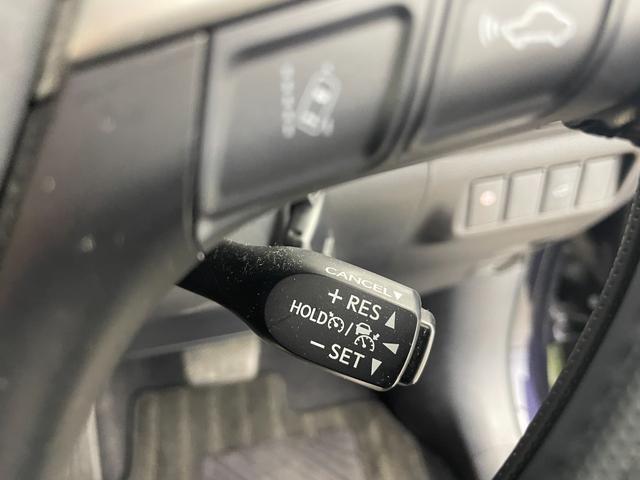 CANCEL▼
+ RES ▲
HOLD / ◀
− SET ▼